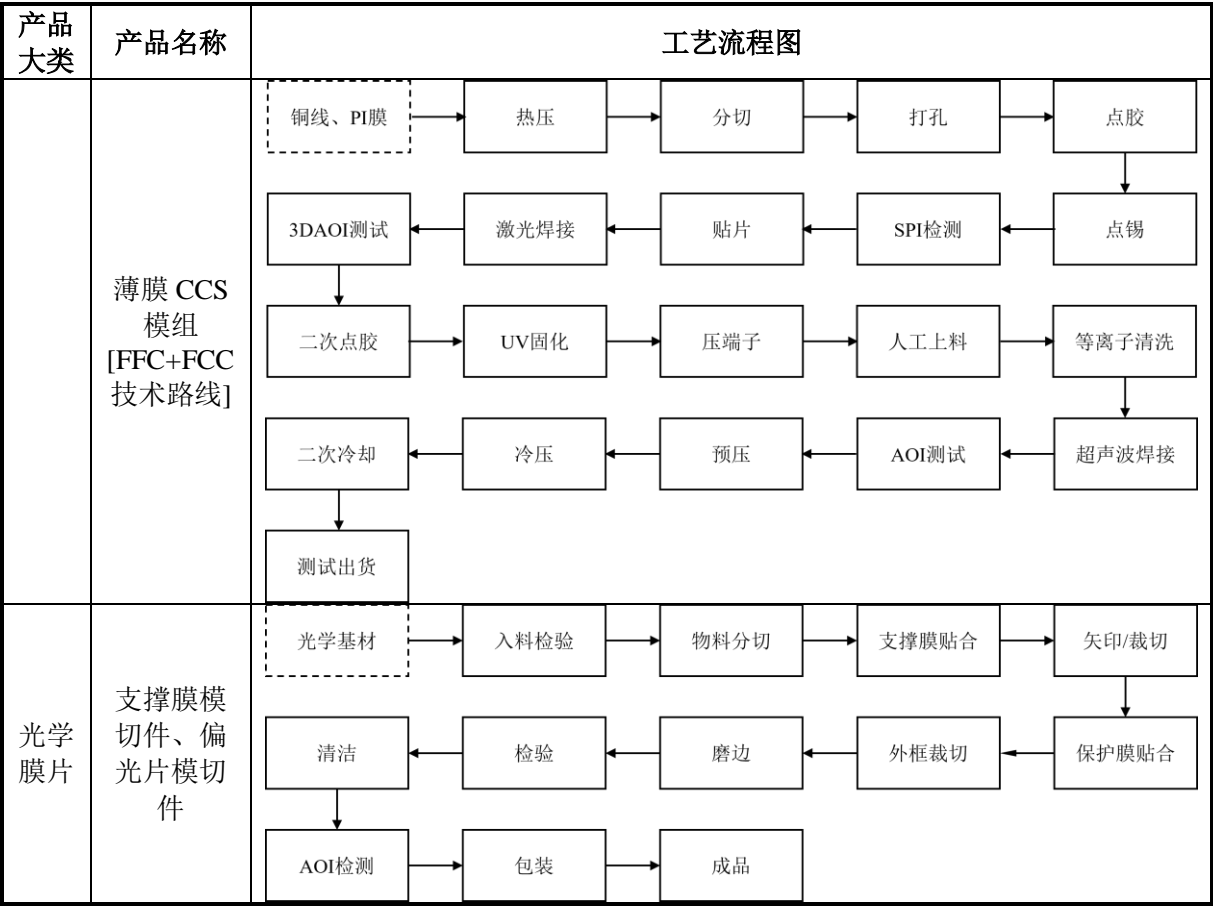 产品
大类
产品名称
工艺流程图
薄膜 CCS
模组
[FFC+FCC
技术路线]
铜线、PI膜
热压
分切
打孔
点胶
点锡
SPI检测
贴片
激光焊接
3DAOI测试
二次点胶
UV固化
压端子
人工上料
等离子清洗
超声波焊接
AOI测试
预压
冷压
二次冷却
测试出货
光学
膜片
支撑膜模
切件、偏
光片模切
件
光学基材
入料检验
物料分切
支撑膜贴合
矢印/裁切
保护膜贴合
外框裁切
磨边
检验
清洁
AOI检测
包装
成品